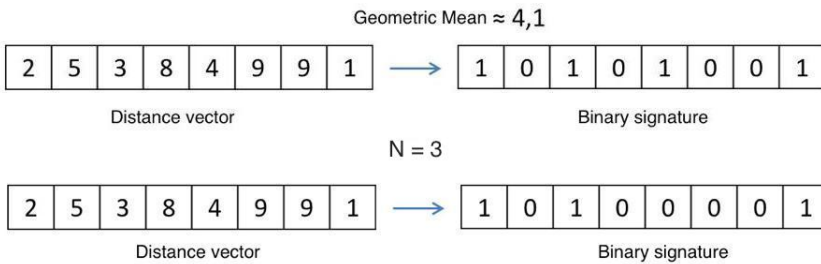 Geometric Mean ≈ 4,1
2 5 3 8 4 9 9 1 → 1 0 1 0 1 0 0 1
Distance vector Binary signature
N = 3
2 5 3 8 4 9 9 1 → 1 0 1 0 0 0 0 1
Distance vector Binary signature